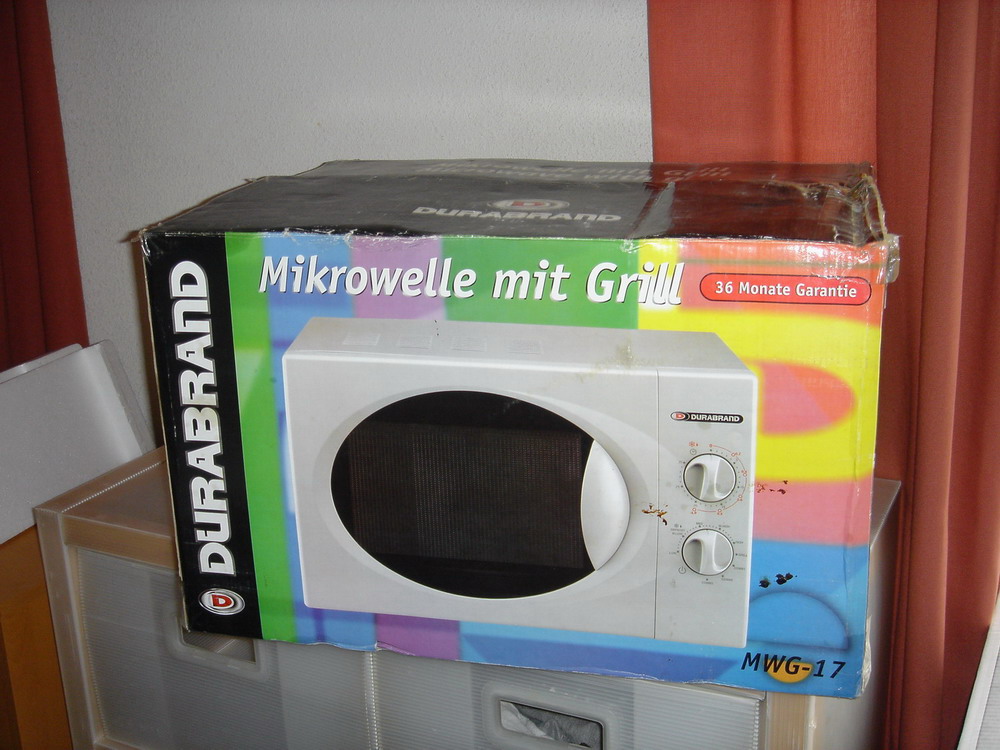 DURABRAND
Mikrowelle mit Grill
36 Monate Garantie
DURABRAND
D DURABRAND
D
MWG-17